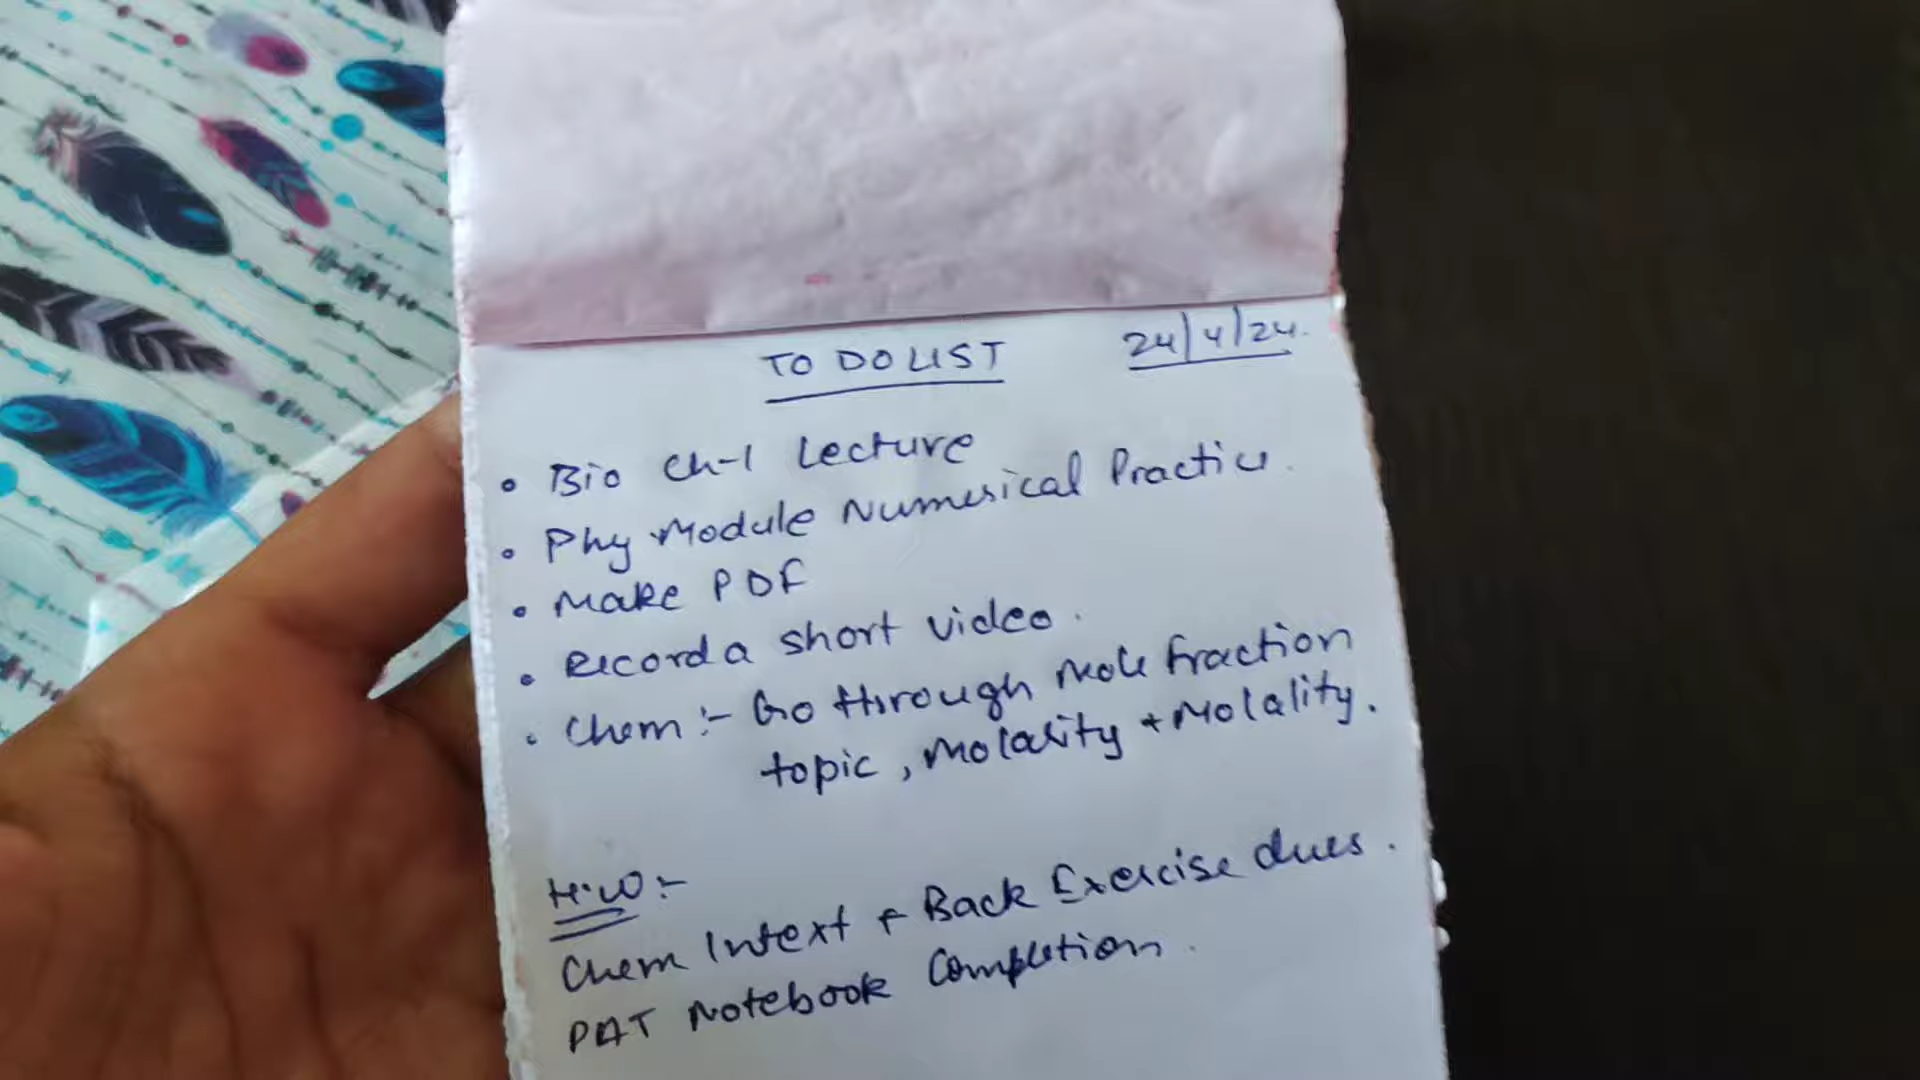 TO DO LIST 24/4/24.
• Bio Ch-1 Lecture
• Phy Module Numerical Practice.
• Make PDF
• Record a short video.
• Chem :- Go through Mole fraction
topic, Molarity + Molality.
H.W :-
Chem Intext + Back Exercise dues.
PAT Notebook Completion.